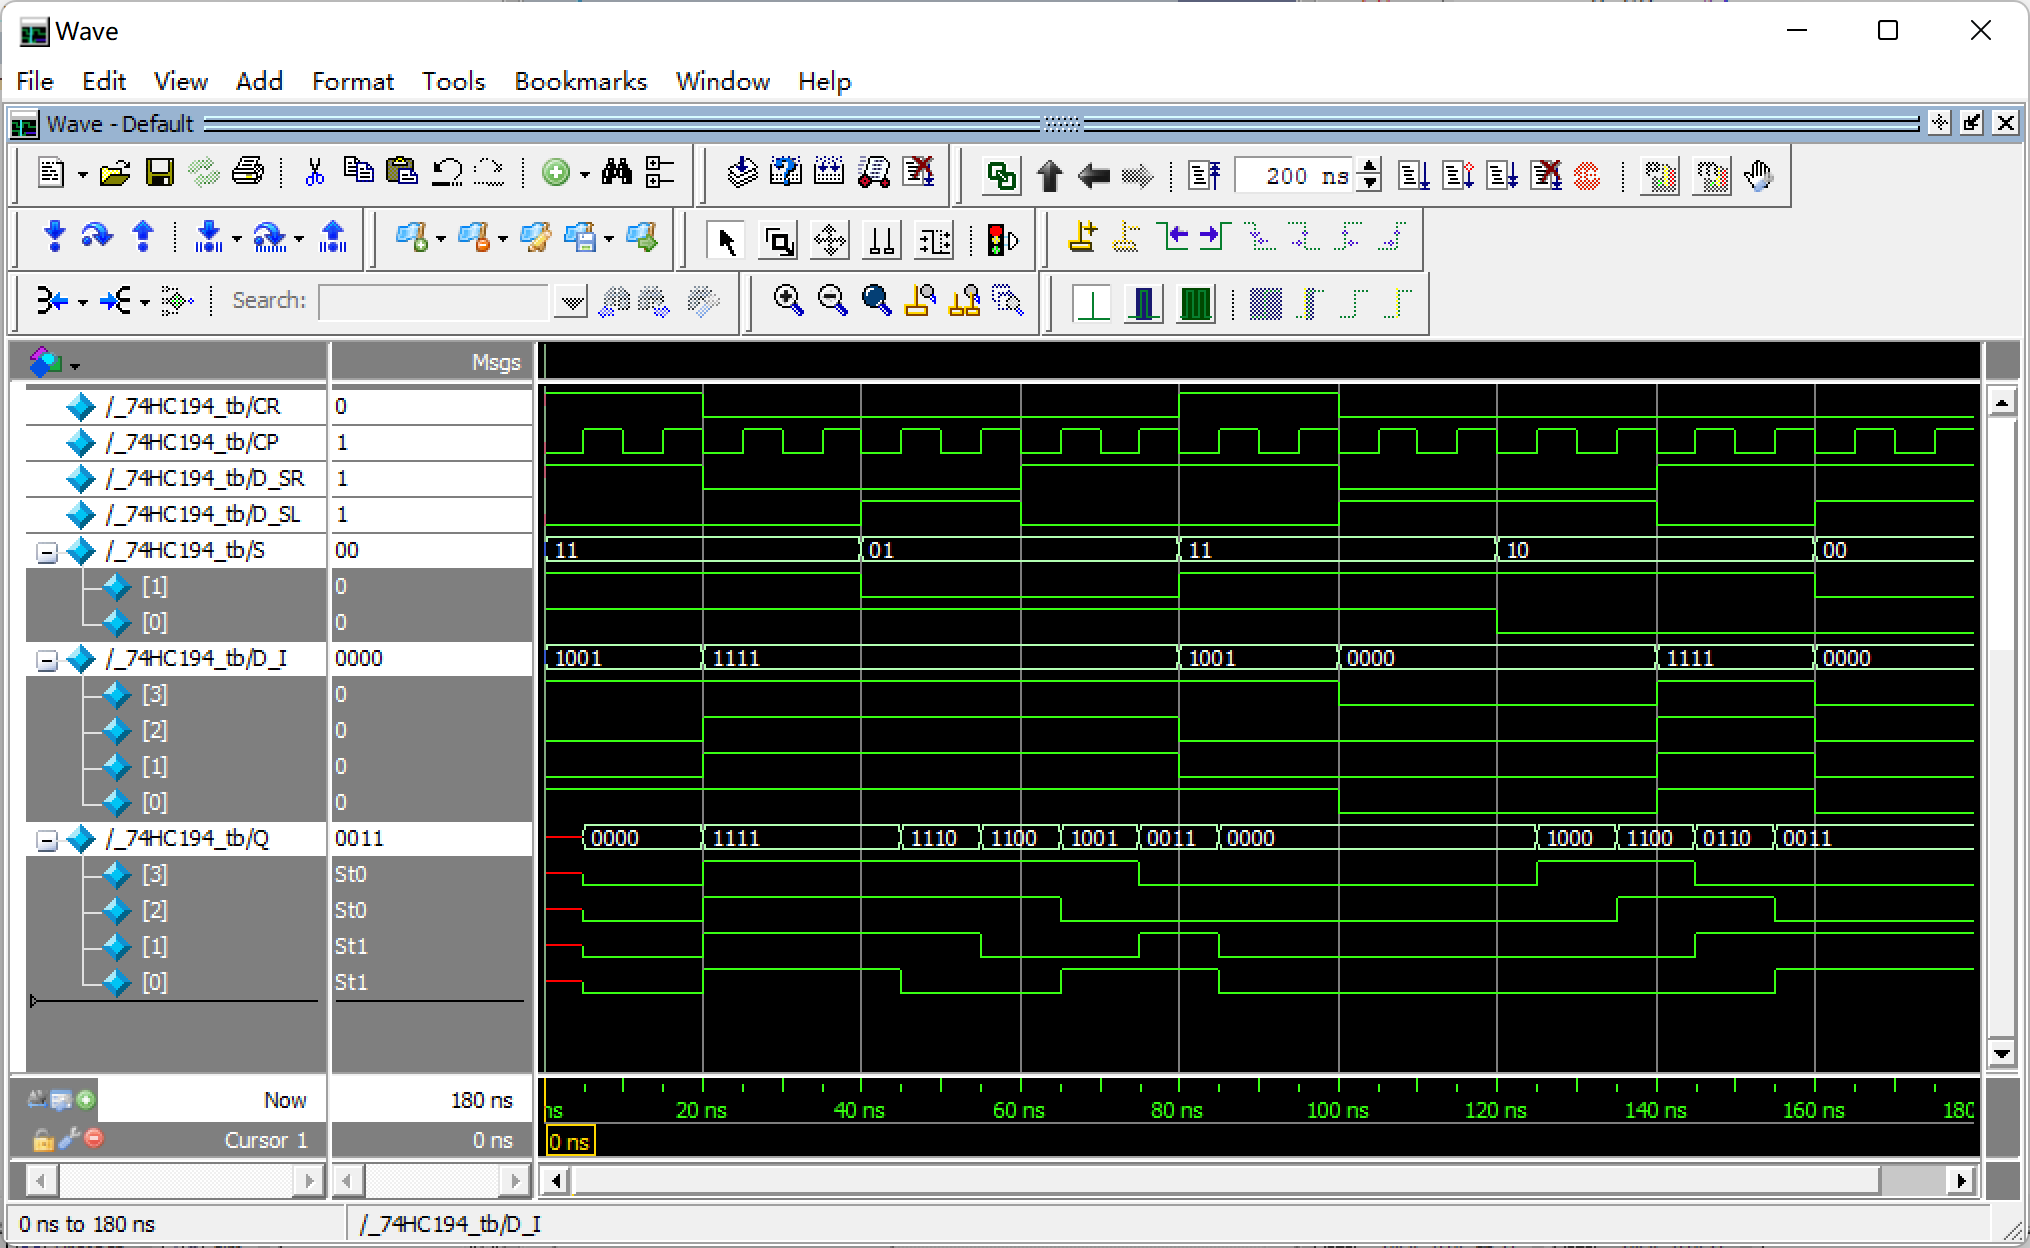 Wave
File Edit View Add Format Tools Bookmarks Window Help
Wave - Default
200 ns
Search:
Msgs
/_74HC194_tb/CR 0
/_74HC194_tb/CP 1
/_74HC194_tb/D_SR 1
/_74HC194_tb/D_SL 1
/_74HC194_tb/S 00 11 01 11 10 00
[1] 0
[0] 0
/_74HC194_tb/D_I 0000 1001 1111 1001 0000 1111 0000
[3] 0
[2] 0
[1] 0
[0] 0
/_74HC194_tb/Q 0011 0000 1111 1110 1100 1001 0011 0000 1000 1100 0110 0011
[3] St0
[2] St0
[1] St1
[0] St1
Now 180 ns ns 20 ns 40 ns 60 ns 80 ns 100 ns 120 ns 140 ns 160 ns 180
Cursor 1 0 ns 0 ns
0 ns to 180 ns /_74HC194_tb/D_I